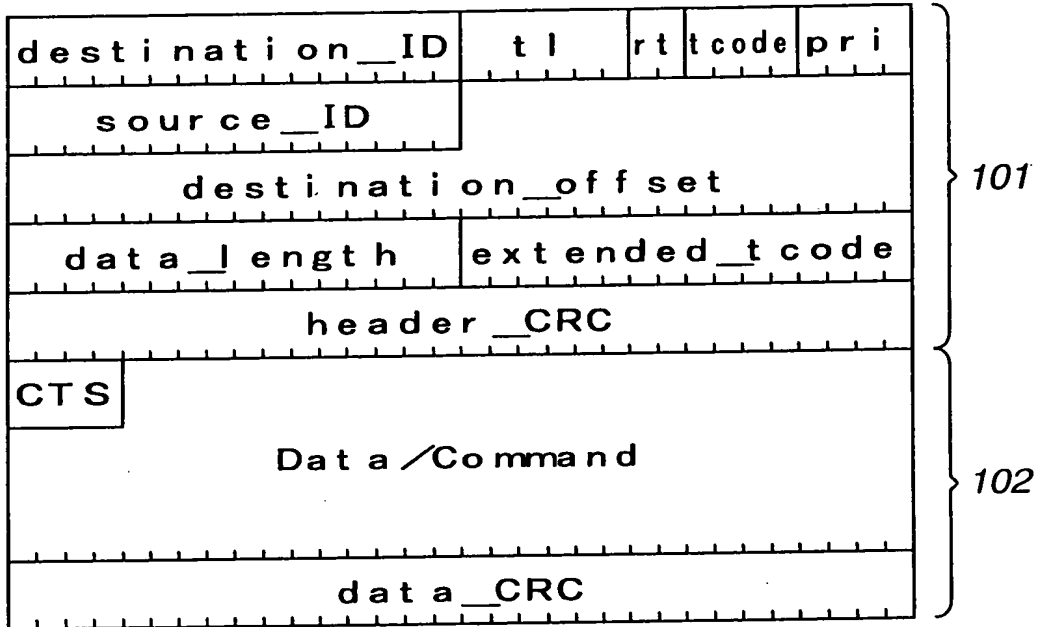 destination_ID tl rt tcode pri
source_ID
destination_offset
101
data_length extended_tcode
header_CRC
CTS
Data/Command
102
data_CRC